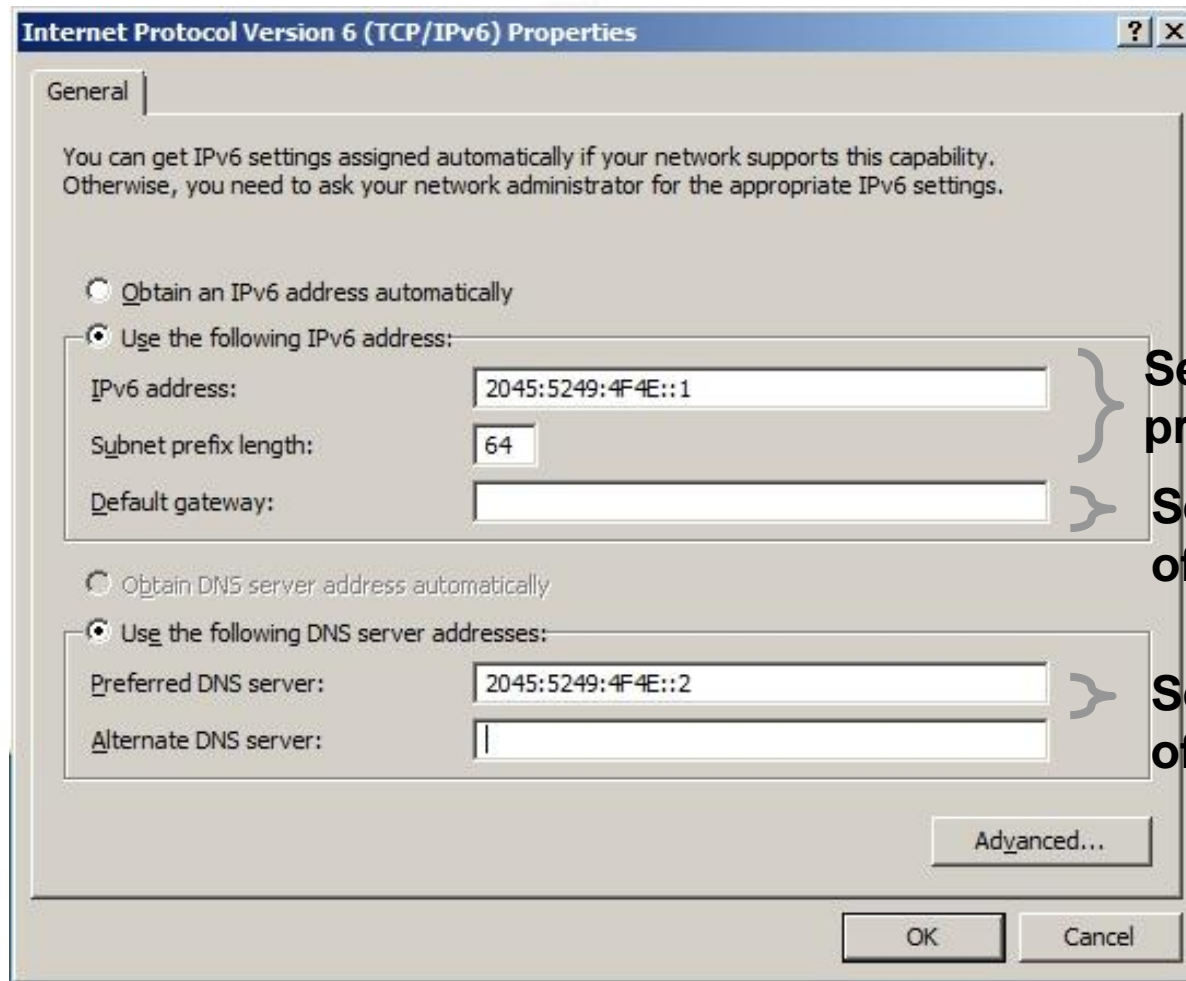 Internet Protocol Version 6 (TCP/IPv6) Properties
General
You can get IPv6 settings assigned automatically if your network supports this capability.
Otherwise, you need to ask your network administrator for the appropriate IPv6 settings.
Obtain an IPv6 address automatically
Use the following IPv6 address:
IPv6 address: 2045:5249:4F4E::1
Subnet prefix length: 64
Default gateway:
Obtain DNS server address automatically
Use the following DNS server addresses:
Preferred DNS server: 2045:5249:4F4E::2
Alternate DNS server:
Advanced...
OK Cancel